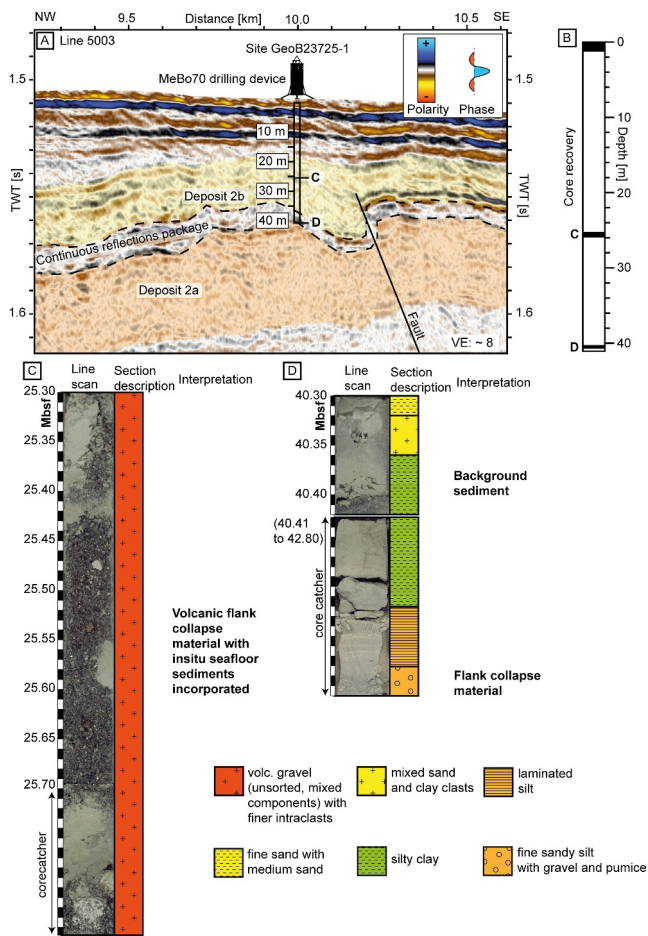 NW 9.5 Distance [km] 10.0 10.5 SE
A Line 5003
Site GeoB23725-1
MeBo70 drilling device
+
-
Polarity Phase
1.5
1.5
10 m
20 m
30 m
40 m
C
D
TWT [s]
TWT [s]
Deposit 2b
Continuous reflections package
Deposit 2a
Fault
1.6
1.6
VE: ~ 8
B
Core recovery
Depth [m]
0
10
20
30
40
C
D
C
Line scan
Section description
Interpretation
Mbsf
25.30
25.35
25.40
25.45
25.50
25.55
25.60
25.65
25.70
corecatcher
Volcanic flank
collapse
material with
insitu seafloor
sediments
incorporated
D
Line scan
Section description
Interpretation
Mbsf
40.30
40.35
40.40
(40.41
to 42.80)
core catcher
Background
sediment
Flank collapse
material
volc. gravel
(unsorted, mixed
components) with
finer intraclasts
mixed sand
and clay clasts
laminated
silt
fine sand with
medium sand
silty clay
fine sandy silt
with gravel and pumice